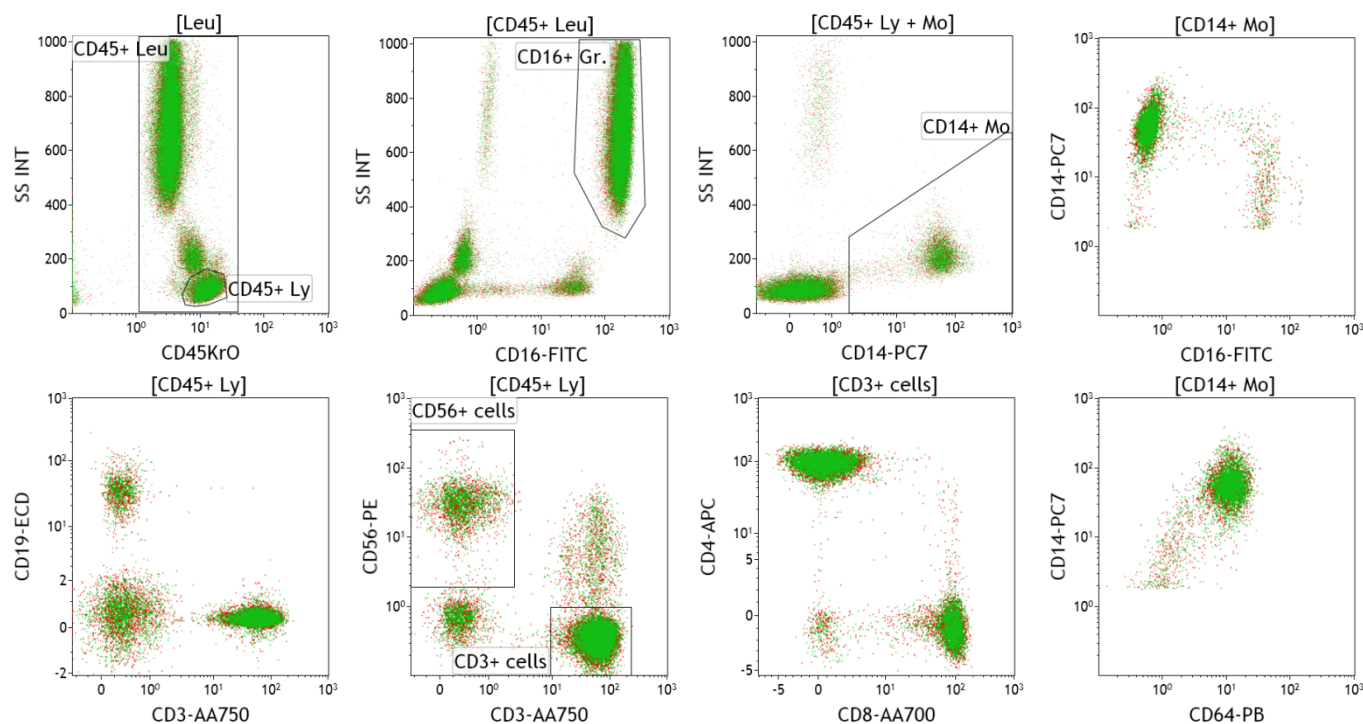 [Leu]
CD45+ Leu
1000
800
600
400
200
0
SS INT
CD45+ Ly
10⁰ 10¹ 10² 10³
CD45KrO
[CD45+ Leu]
1000
800
600
400
200
0
SS INT
CD16+ Gr.
10⁰ 10¹ 10² 10³
CD16-FITC
[CD45+ Ly + Mo]
1000
800
600
400
200
0
SS INT
CD14+ Mo
0 10⁰ 10¹ 10² 10³
CD14-PC7
[CD14+ Mo]
10³
10²
10¹
10⁰
CD14-PC7
10⁰ 10¹ 10² 10³
CD16-FITC
[CD45+ Ly]
10³
10²
10¹
2
0
-2
CD19-ECD
0 10⁰ 10¹ 10² 10³
CD3-AA750
[CD45+ Ly]
CD56+ cells
10³
10²
10¹
10⁰
CD56-PE
CD3+ cells
0 10⁰ 10¹ 10² 10³
CD3-AA750
[CD3+ cells]
10³
10²
10¹
5
0
-5
CD4-APC
-5 0 10¹ 10² 10³
CD8-AA700
[CD14+ Mo]
10³
10²
10¹
10⁰
CD14-PC7
10⁰ 10¹ 10² 10³
CD64-PB